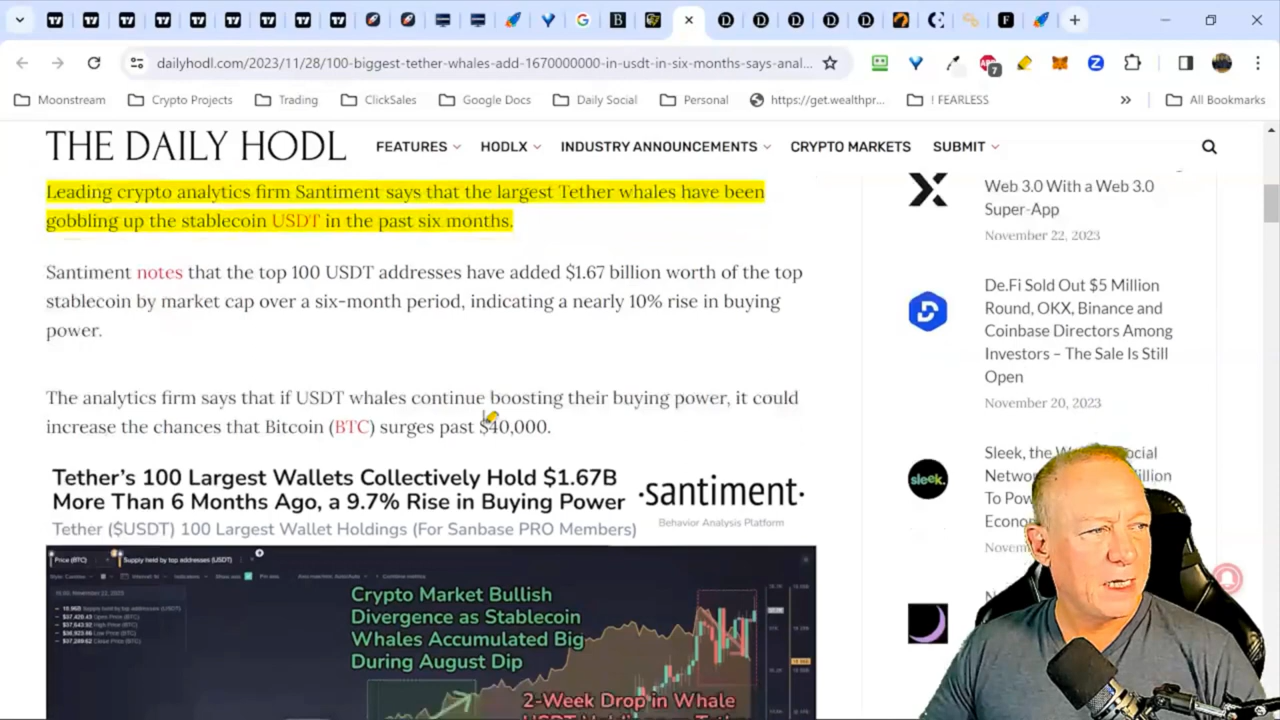 dailyhodl.com/2023/11/28/100-biggest-tether-whales-add-1670000000-in-usdt-in-six-months-says-anal...
7
Moonstream
Crypto Projects
Trading
ClickSales
Google Docs
Daily Social
Personal
https://get.wealthpr...
! FEARLESS
»
All Bookmarks
THE DAILY HODL
FEATURES
HODLX
INDUSTRY ANNOUNCEMENTS
CRYPTO MARKETS
SUBMIT
Leading crypto analytics firm Santiment says that the largest Tether whales have been
gobbling up the stablecoin USDT in the past six months.
Santiment notes that the top 100 USDT addresses have added $1.67 billion worth of the top
stablecoin by market cap over a six-month period, indicating a nearly 10% rise in buying
power.
The analytics firm says that if USDT whales continue boosting their buying power, it could
increase the chances that Bitcoin (BTC) surges past $40,000.
Tether's 100 Largest Wallets Collectively Hold $1.67B
More Than 6 Months Ago, a 9.7% Rise in Buying Power
Tether ($USDT) 100 Largest Wallet Holdings (For Sanbase PRO Members)
·santiment·
Behavior Analysis Platform
Price (BTC)
Supply held by top addresses (USDT)
Crypto Market Bullish
Divergence as
Whales Accumulated Big
During August Dip
2-Week Drop in Whale
Web 3.0 With a Web 3.0
Super-App
November 22, 2023
De.Fi Sold Out $5 Million
Round, OKX, Binance and
Coinbase Directors Among
Investors – The Sale Is Still
Open
November 20, 2023
sleek.
Sleek, the